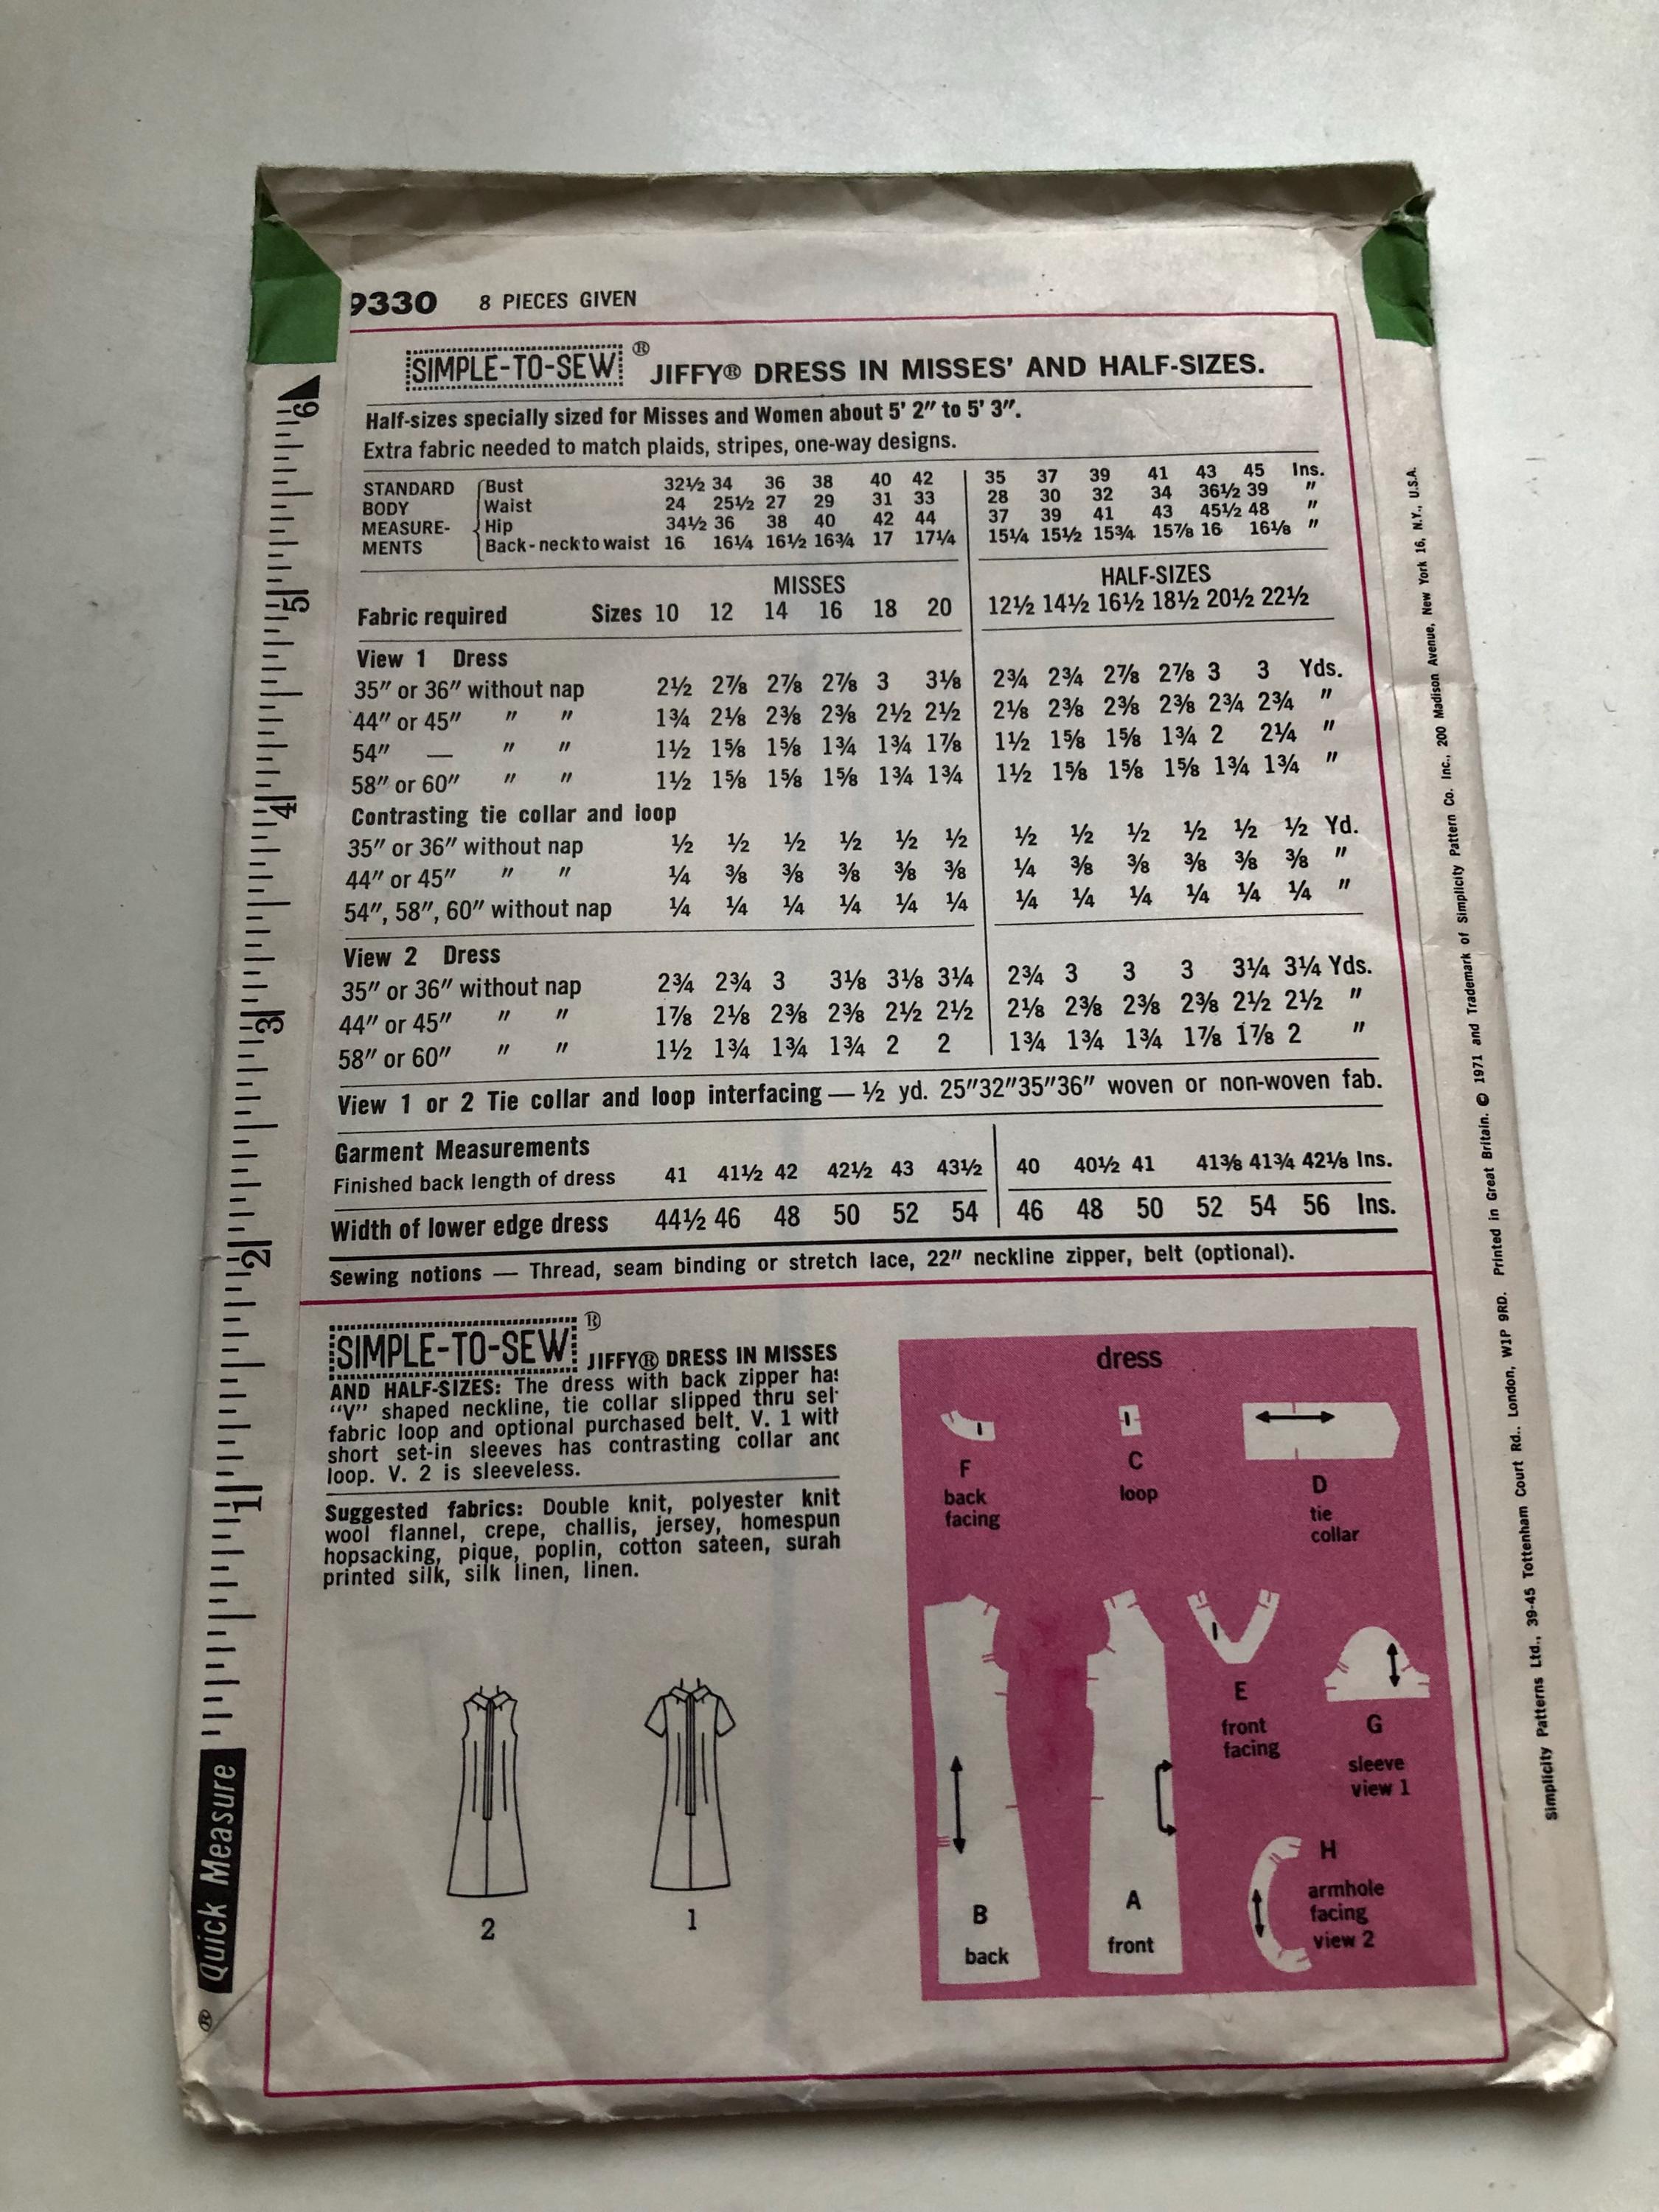 9330 8 PIECES GIVEN
SIMPLE-TO-SEW ® JIFFY® DRESS IN MISSES' AND HALF-SIZES.
Half-sizes specially sized for Misses and Women about 5' 2" to 5' 3".
Extra fabric needed to match plaids, stripes, one-way designs.
STANDARD Bust 32½ 34 36 38 40 42 35 37 39 41 43 45 Ins.
BODY Waist 24 25½ 27 29 31 33 28 30 32 34 36½ 39 "
MEASURE- Hip 34½ 36 38 40 42 44 37 39 41 43 45½ 48 "
MENTS Back-neck to waist 16 16¼ 16½ 16¾ 17 17¼ 15¼ 15½ 15¾ 15⅞ 16 16⅛ "
MISSES HALF-SIZES
Fabric required Sizes 10 12 14 16 18 20 12½ 14½ 16½ 18½ 20½ 22½
View 1 Dress
35" or 36" without nap 2½ 2⅞ 2⅞ 2⅞ 3 3⅛ 2¾ 2¾ 2⅞ 2⅞ 3 3 Yds.
44" or 45" " " 1¾ 2⅛ 2⅜ 2⅜ 2½ 2½ 2⅛ 2⅜ 2⅜ 2⅜ 2¾ 2¾ "
54" — " " 1½ 1⅝ 1⅝ 1¾ 1¾ 1⅞ 1½ 1⅝ 1⅝ 1¾ 2 2¼ "
58" or 60" " " 1½ 1⅝ 1⅝ 1⅝ 1¾ 1¾ 1½ 1⅝ 1⅝ 1⅝ 1¾ 1¾ "
Contrasting tie collar and loop
35" or 36" without nap ½ ½ ½ ½ ½ ½ ½ ½ ½ ½ ½ ½ Yd.
44" or 45" " " ¼ ⅜ ⅜ ⅜ ⅜ ⅜ ¼ ⅜ ⅜ ⅜ ⅜ ⅜ "
54", 58", 60" without nap ¼ ¼ ¼ ¼ ¼ ¼ ¼ ¼ ¼ ¼ ¼ ¼ "
View 2 Dress
35" or 36" without nap 2¾ 2¾ 3 3⅛ 3⅛ 3¼ 2¾ 3 3 3 3¼ 3¼ Yds.
44" or 45" " " 1⅞ 2⅛ 2⅜ 2⅜ 2½ 2½ 2⅛ 2⅜ 2⅜ 2⅜ 2½ 2½ "
58" or 60" " " 1½ 1¾ 1¾ 1¾ 2 2 1¾ 1¾ 1¾ 1⅞ 1⅞ 2 "
View 1 or 2 Tie collar and loop interfacing — ½ yd. 25"32"35"36" woven or non-woven fab.
Garment Measurements
Finished back length of dress 41 41½ 42 42½ 43 43½ 40 40½ 41 41⅜ 41¾ 42⅛ Ins.
Width of lower edge dress 44½ 46 48 50 52 54 46 48 50 52 54 56 Ins.
Sewing notions — Thread, seam binding or stretch lace, 22" neckline zipper, belt (optional).
SIMPLE-TO-SEW ® JIFFY® DRESS IN MISSES
AND HALF-SIZES: The dress with back zipper has
"V" shaped neckline, tie collar slipped thru sel
fabric loop and optional purchased belt. V. 1 with
short set-in sleeves has contrasting collar and
loop. V. 2 is sleeveless.
Suggested fabrics: Double knit, polyester knit
wool flannel, crepe, challis, jersey, homespun
hopsacking, pique, poplin, cotton sateen, surah
printed silk, silk linen, linen.
2
1
dress
F
back
facing
C
loop
D
tie
collar
B
back
A
front
E
front
facing
G
sleeve
view 1
H
armhole
facing
view 2
6
5
4
3
2
1
Quick Measure
®
Simplicity Patterns Ltd., 39-45 Tottenham Court Rd., London, W1P 9RD. Printed in Great Britain. © 1971 and Trademark of Simplicity Pattern Co. Inc., 200 Madison Avenue, New York 16, N.Y., U.S.A.